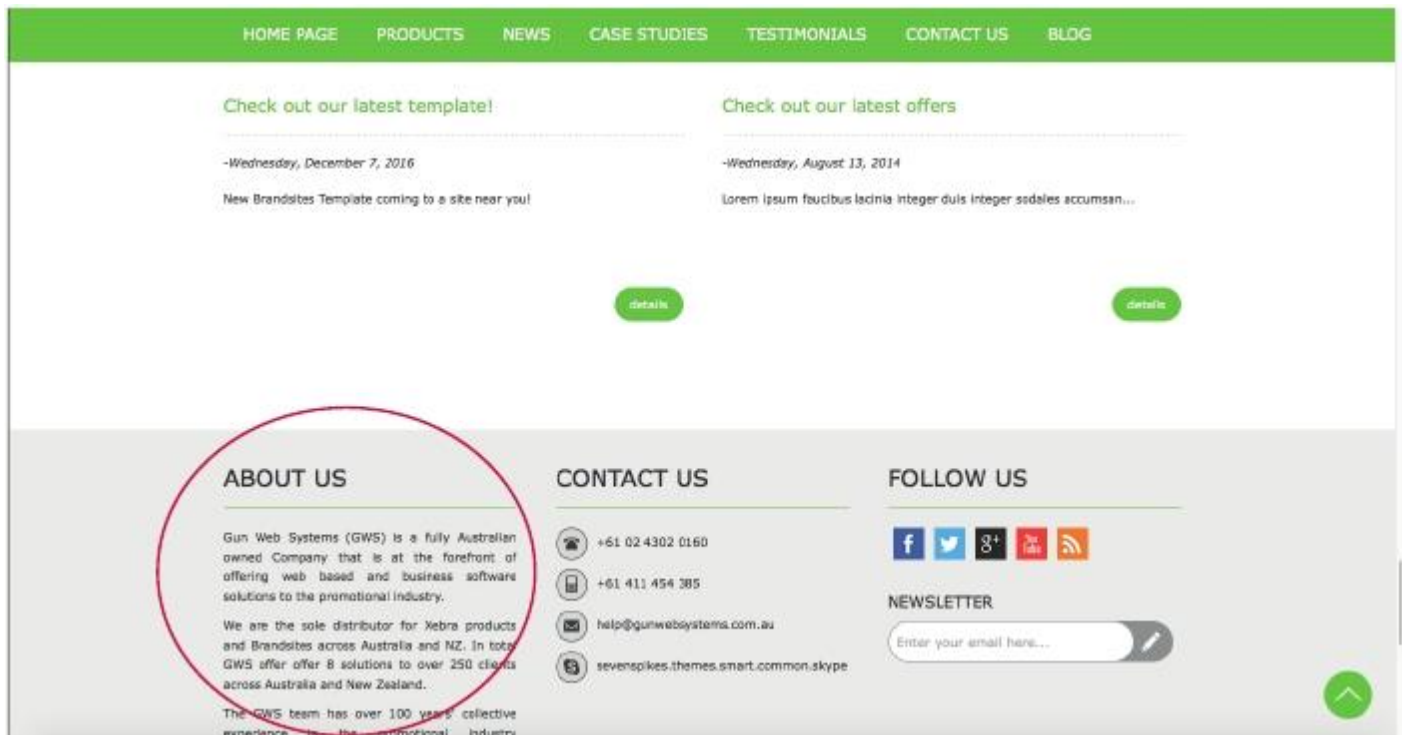 HOME PAGE PRODUCTS NEWS CASE STUDIES TESTIMONIALS CONTACT US BLOG
Check out our latest template!
-Wednesday, December 7, 2016
New Brandsites Template coming to a site near you!
details
Check out our latest offers
-Wednesday, August 13, 2014
Lorem ipsum faucibus lacinia integer duis integer sodales accumsan...
details
ABOUT US
Gun Web Systems (GWS) is a fully Australian
owned Company that is at the forefront of
offering web based and business software
solutions to the promotional industry.
We are the sole distributor for Xebra products
and Brandsites across Australia and NZ. In total
GWS offer offer 8 solutions to over 250 clients
across Australia and New Zealand.
The GWS team has over 100 years' collective
experience in the promotional industry
CONTACT US
+61 02 4302 0160
+61 411 454 385
help@gunwebsystems.com.au
sevenspikes.themes.smart.common.skype
FOLLOW US
f
g+
You Tube
NEWSLETTER
Enter your email here...